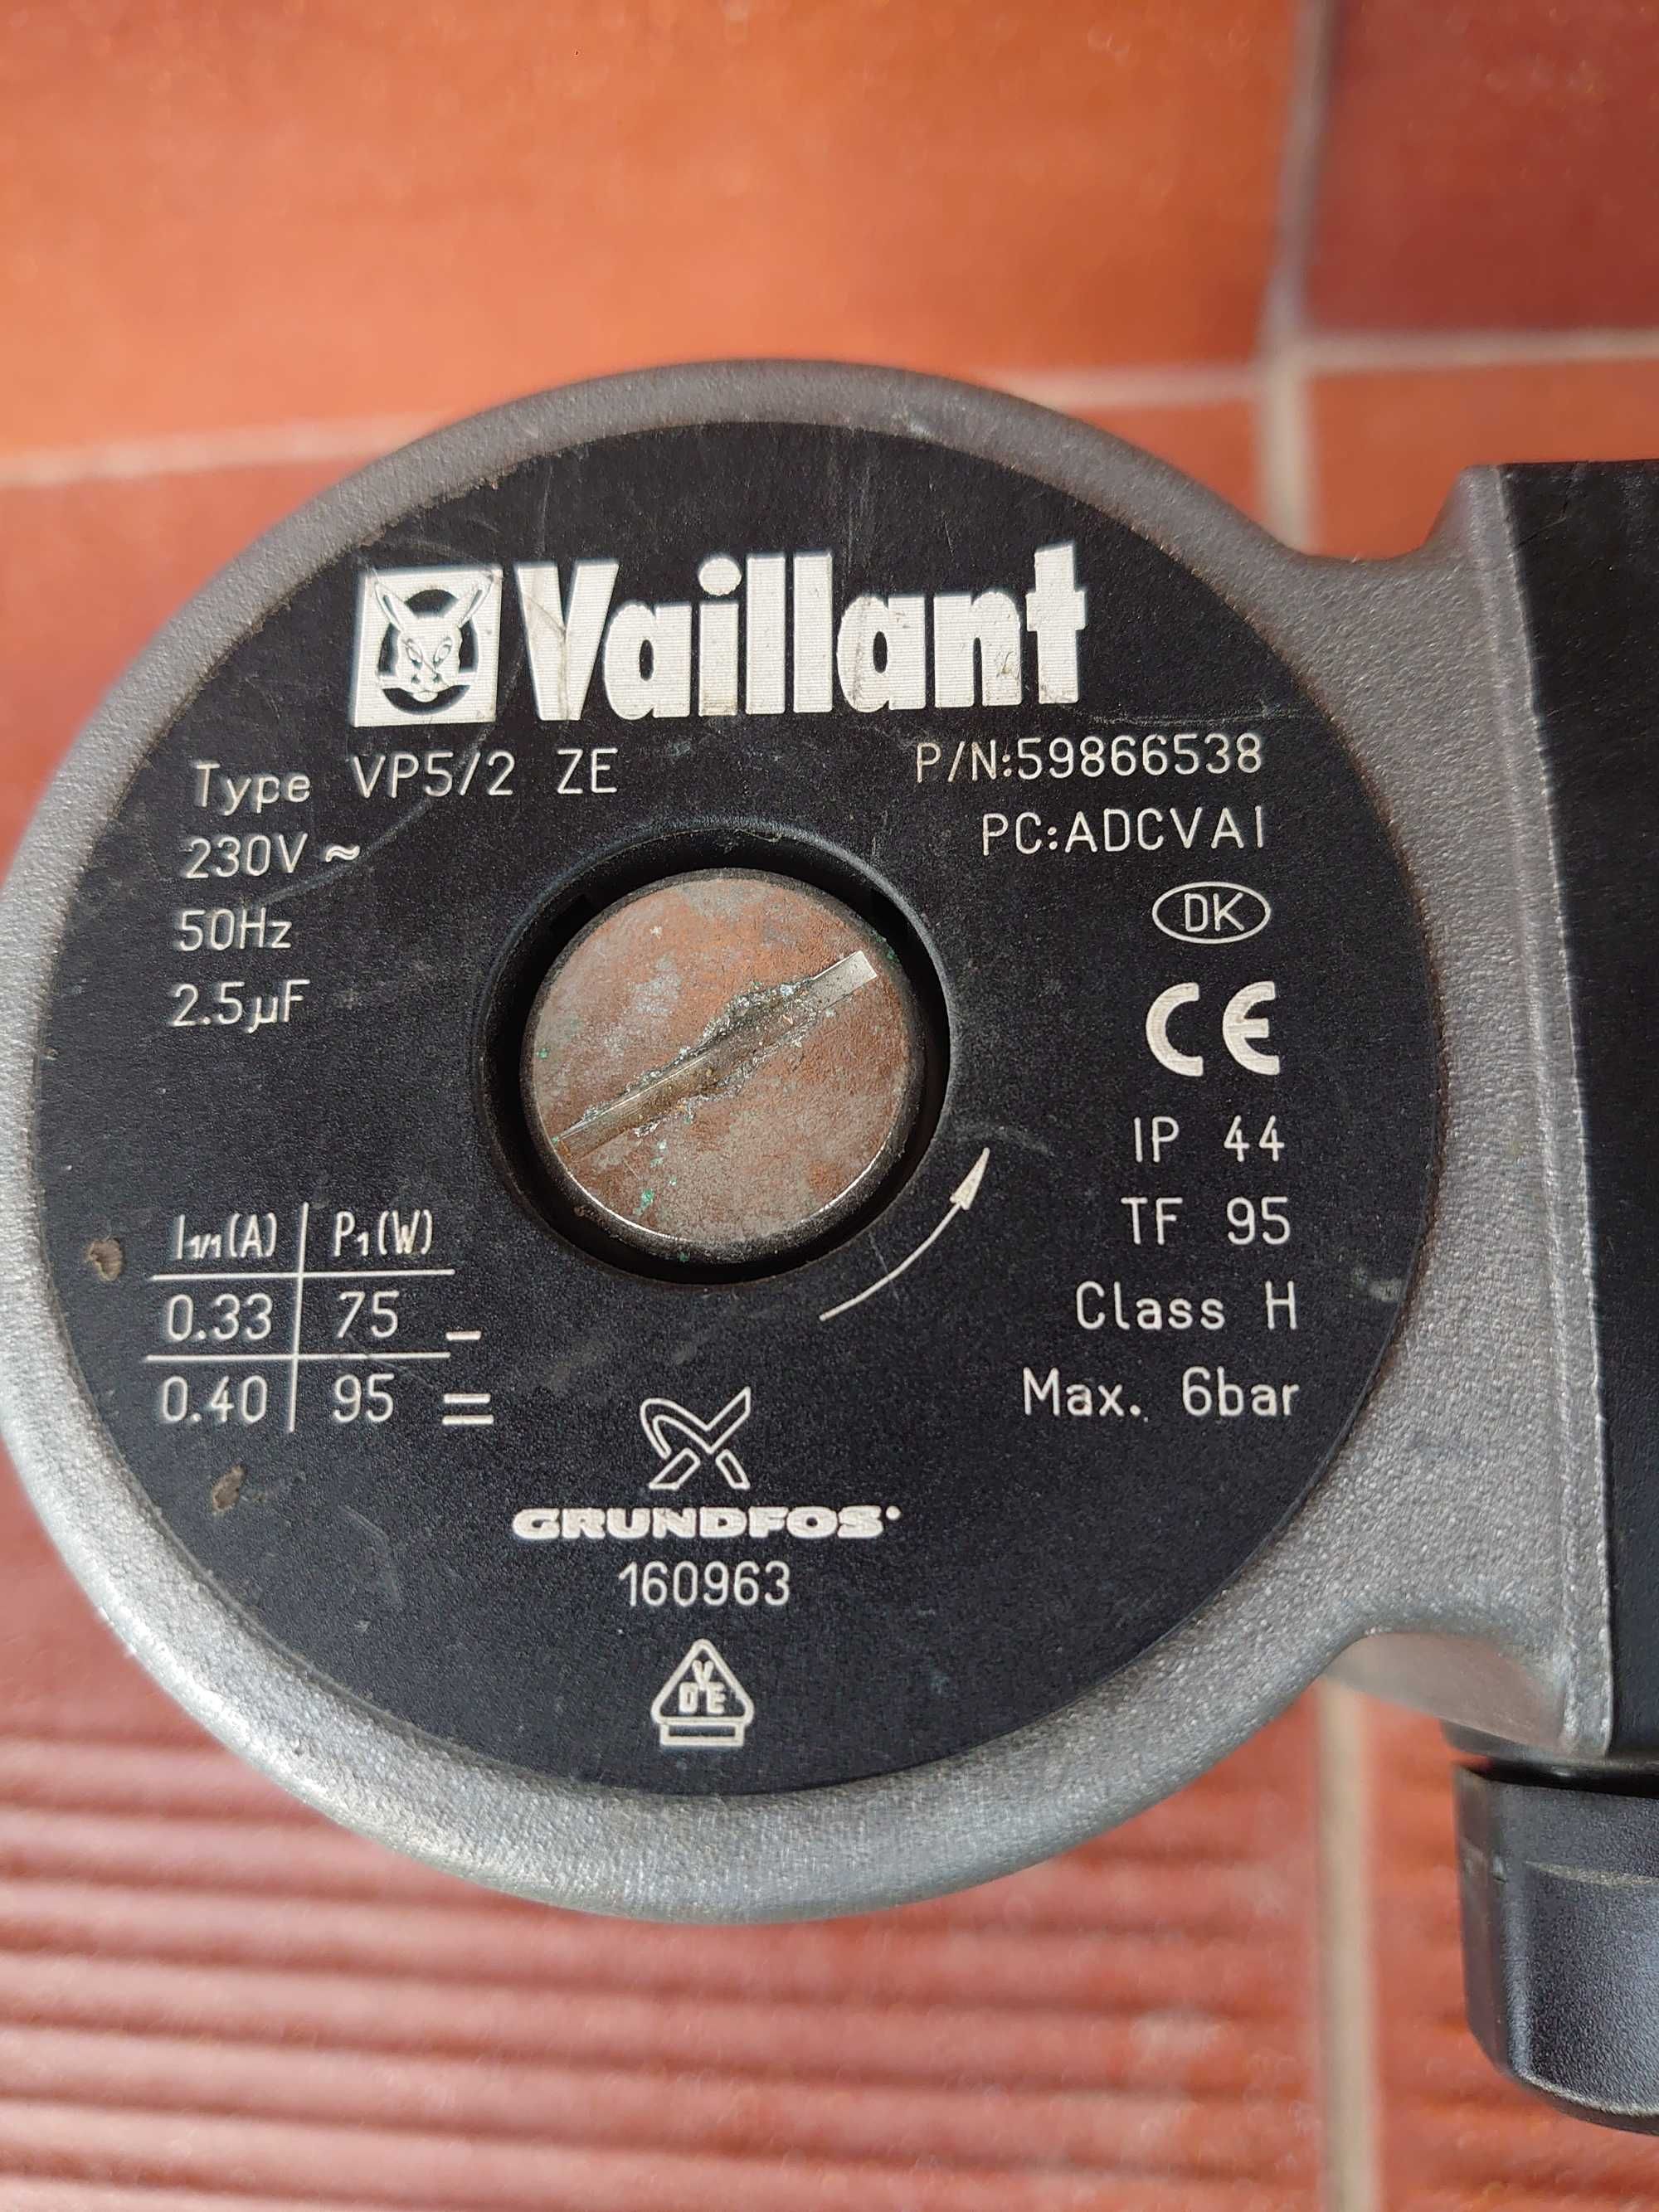 Vaillant
Type VP5/2 ZE
P/N:59866538
230V ~
PC:ADCVAI
50Hz
DK
2.5µF
CE
IP 44
TF 95
Class H
Max. 6bar
I1/1(A) P1(W)
0.33 75 –
0.40 95 =
GRUNDFOS
160963
VDE